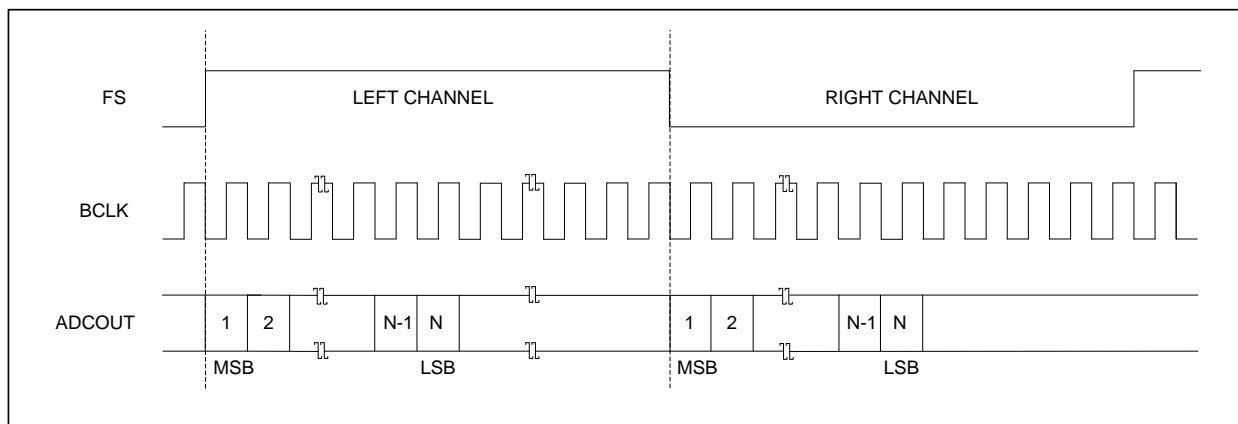 FS
LEFT CHANNEL
RIGHT CHANNEL
BCLK
ADCOUT
1
2
N-1
N
1
2
N-1
N
MSB
LSB
MSB
LSB